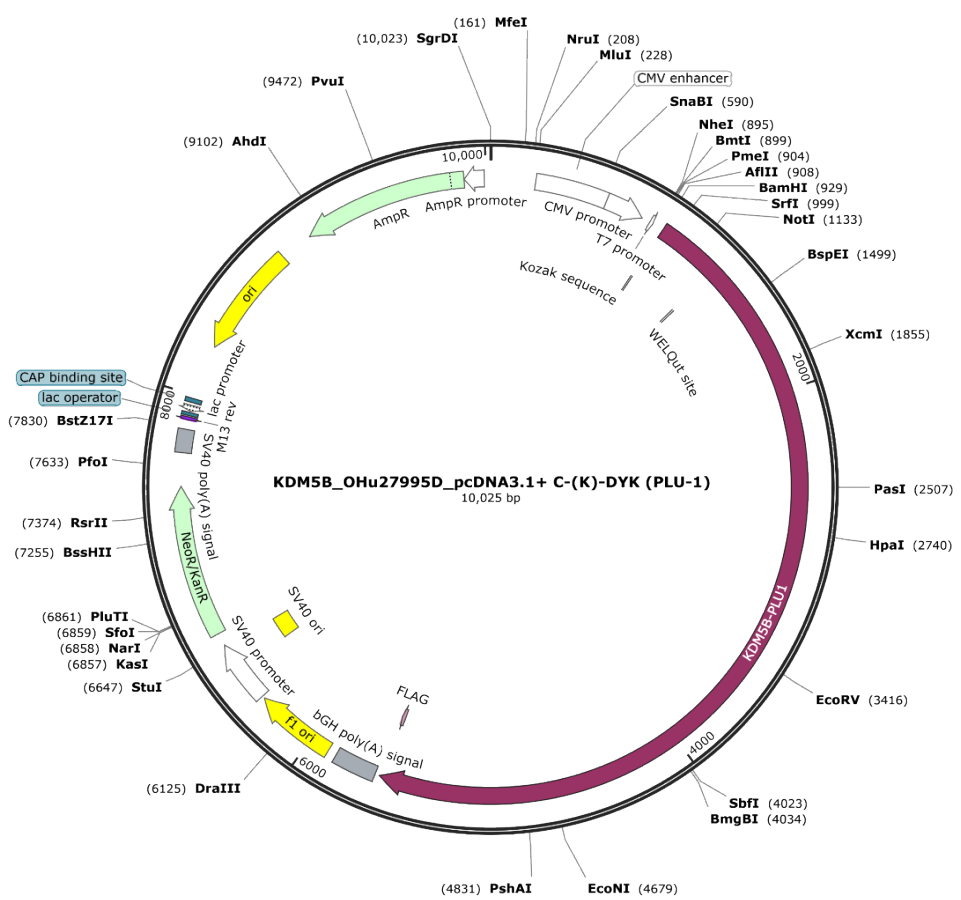 (161) MfeI
(10,023) SgrDI
NruI (208)
MluI (228)
CMV enhancer
(9472) PvuI
SnaBI (590)
NheI (895)
BmtI (899)
(9102) AhdI
PmeI (904)
10,000
AflII (908)
BamHI (929)
SrfI (999)
NotI (1133)
AmpR promoter
AmpR
CMV promoter
T7 promoter
BspEI (1499)
Kozak sequence
ori
XcmI (1855)
WELQut site
2000
CAP binding site
lac promoter
lac operator
8000
M13 rev
(7830) BstZ17I
SV40 poly(A) signal
(7633) PfoI
KDM5B_OHu27995D_pcDNA3.1+ C-(K)-DYK (PLU-1)
10,025 bp
PasI (2507)
(7374) RsrII
HpaI (2740)
(7255) BssHII
NeoR/KanR
SV40 ori
(6861) PluTI
(6859) SfoI
(6858) NarI
(6857) KasI
SV40 promoter
KDM5B-PLU1
(6647) StuI
FLAG
EcoRV (3416)
bGH poly(A) signal
f1 ori
4000
6000
(6125) DraIII
SbfI (4023)
BmgBI (4034)
(4831) PshAI
EcoNI (4679)